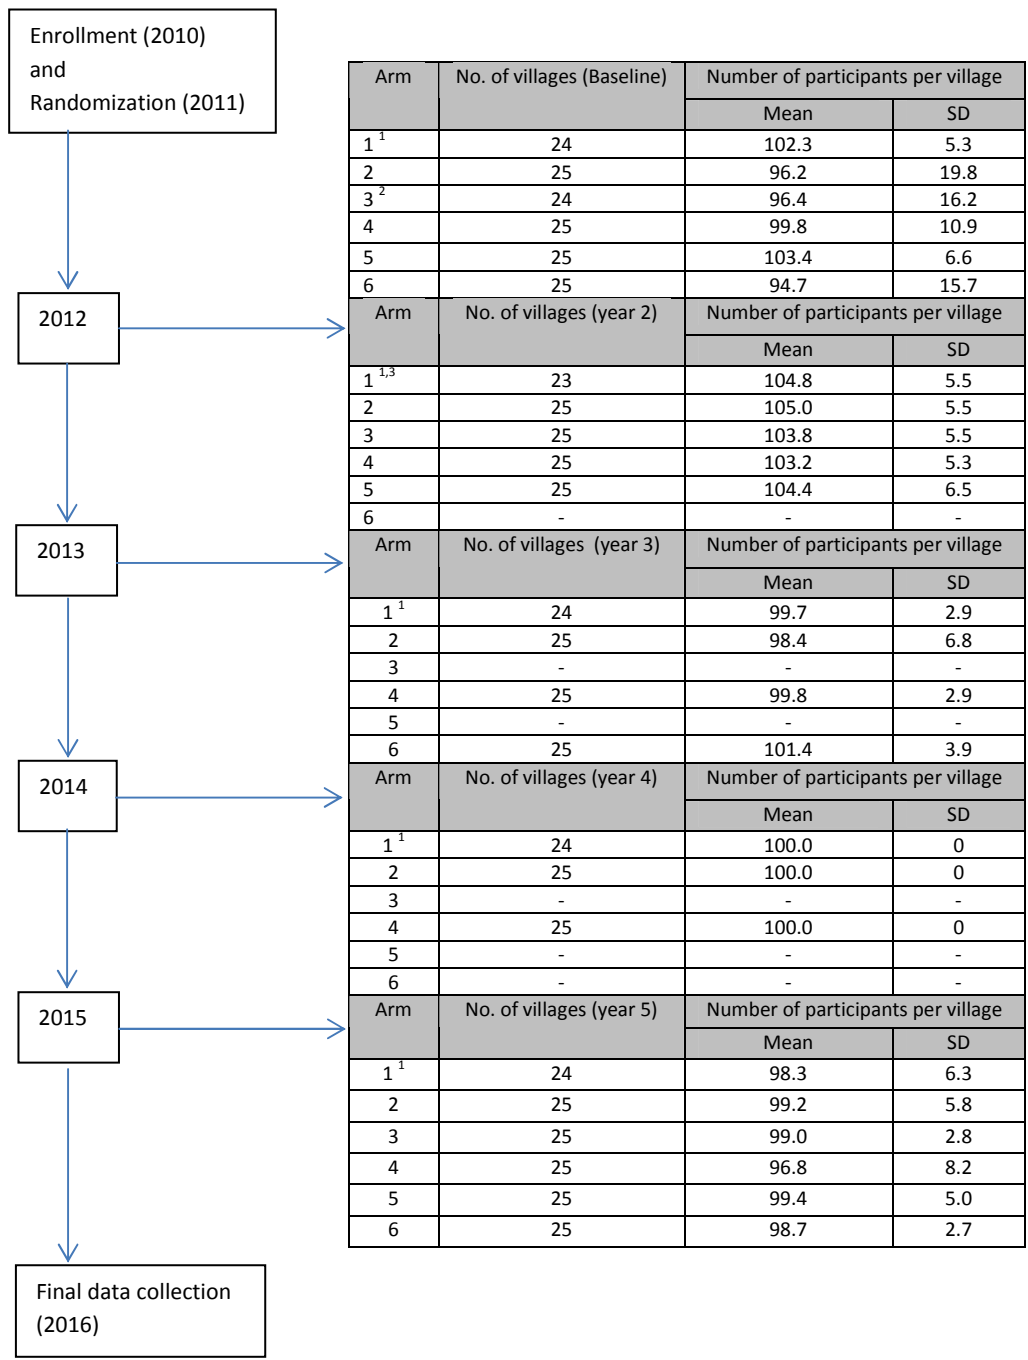 Enrollment (2010)
and
Randomization (2011)
Arm No. of villages (Baseline) Number of participants per village
Mean SD
1 1 24 102.3 5.3
2 25 96.2 19.8
3 2 24 96.4 16.2
4 25 99.8 10.9
5 25 103.4 6.6
6 25 94.7 15.7
2012
Arm No. of villages (year 2) Number of participants per village
Mean SD
1 1,3 23 104.8 5.5
2 25 105.0 5.5
3 25 103.8 5.5
4 25 103.2 5.3
5 25 104.4 6.5
6 - - -
2013
Arm No. of villages (year 3) Number of participants per village
Mean SD
1 1 24 99.7 2.9
2 25 98.4 6.8
3 - - -
4 25 99.8 2.9
5 - - -
6 25 101.4 3.9
2014
Arm No. of villages (year 4) Number of participants per village
Mean SD
1 1 24 100.0 0
2 25 100.0 0
3 - - -
4 25 100.0 0
5 - - -
6 - - -
2015
Arm No. of villages (year 5) Number of participants per village
Mean SD
1 1 24 98.3 6.3
2 25 99.2 5.8
3 25 99.0 2.8
4 25 96.8 8.2
5 25 99.4 5.0
6 25 98.7 2.7
Final data collection
(2016)